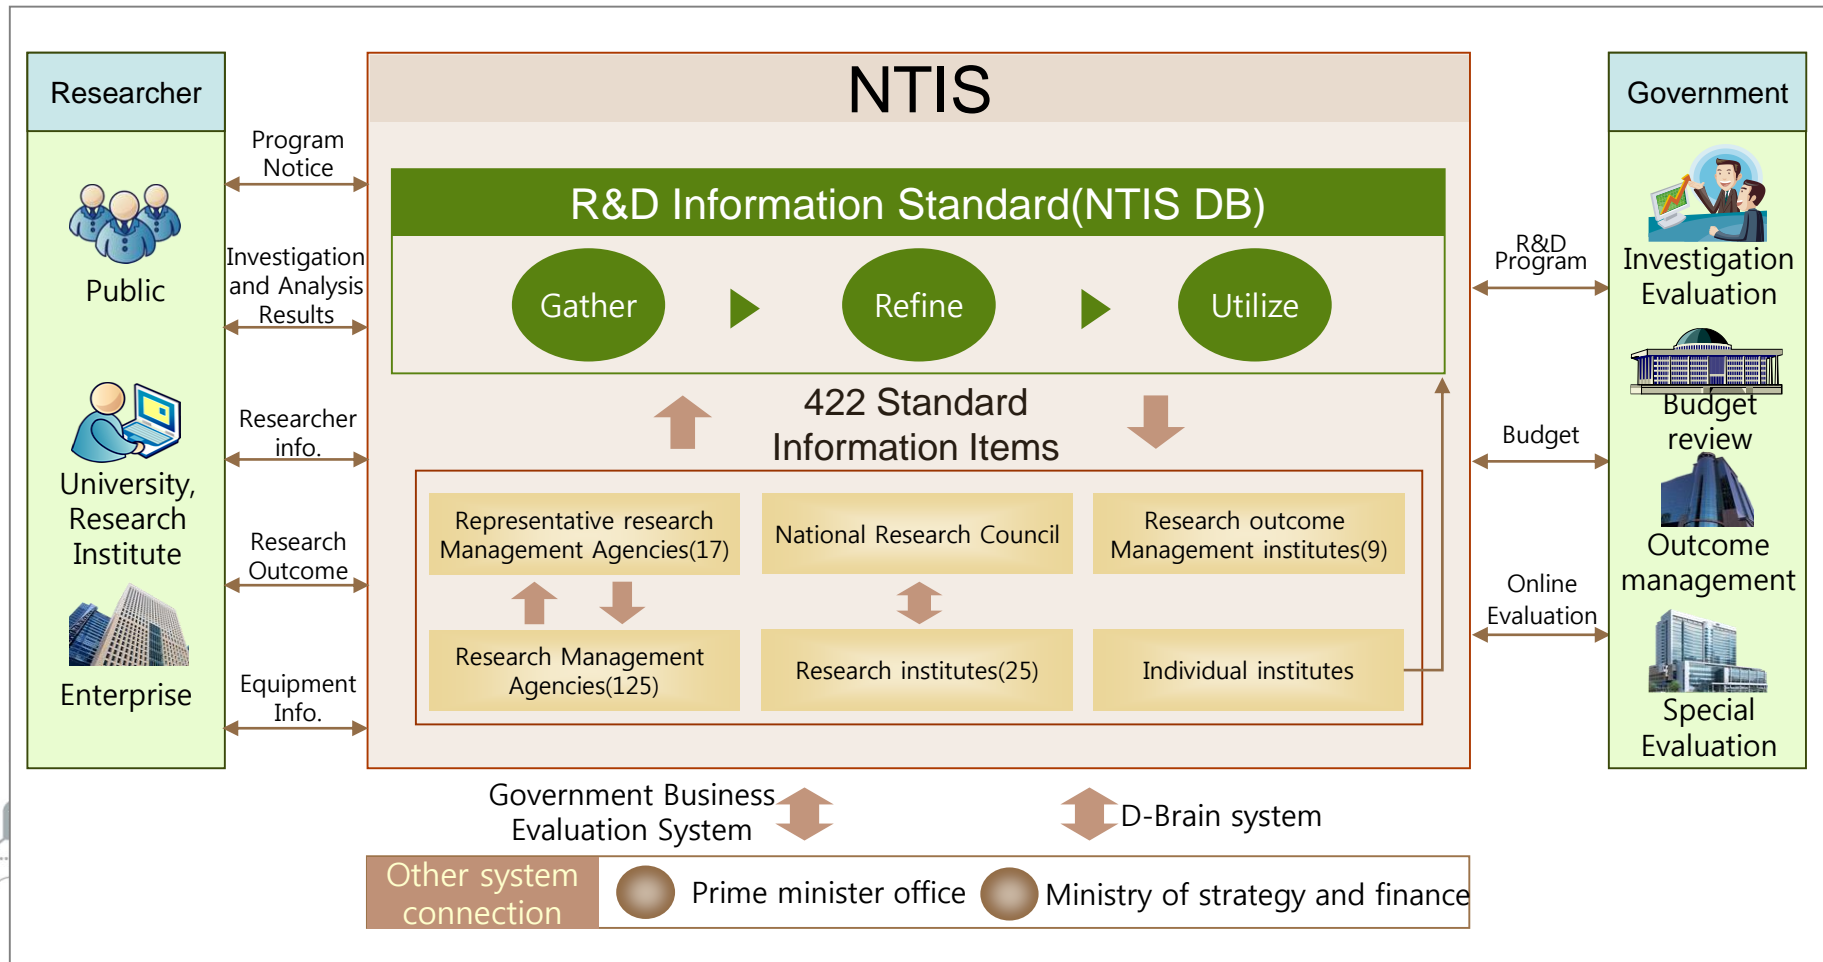 NTIS
Researcher
Public
University,
Research
Institute
Enterprise
Program
Notice
Investigation
and Analysis
Results
Researcher
info.
Research
Outcome
Equipment
Info.
R&D Information Standard(NTIS DB)
Gather
Refine
Utilize
422 Standard
Information Items
Representative research
Management Agencies(17)
National Research Council
Research outcome
Management institutes(9)
Research Management
Agencies(125)
Research institutes(25)
Individual institutes
R&D
Program
Budget
Online
Evaluation
Government
Investigation
Evaluation
Budget
review
Outcome
management
Special
Evaluation
Government Business
Evaluation System
D-Brain system
Other system
connection
Prime minister office
Ministry of strategy and finance